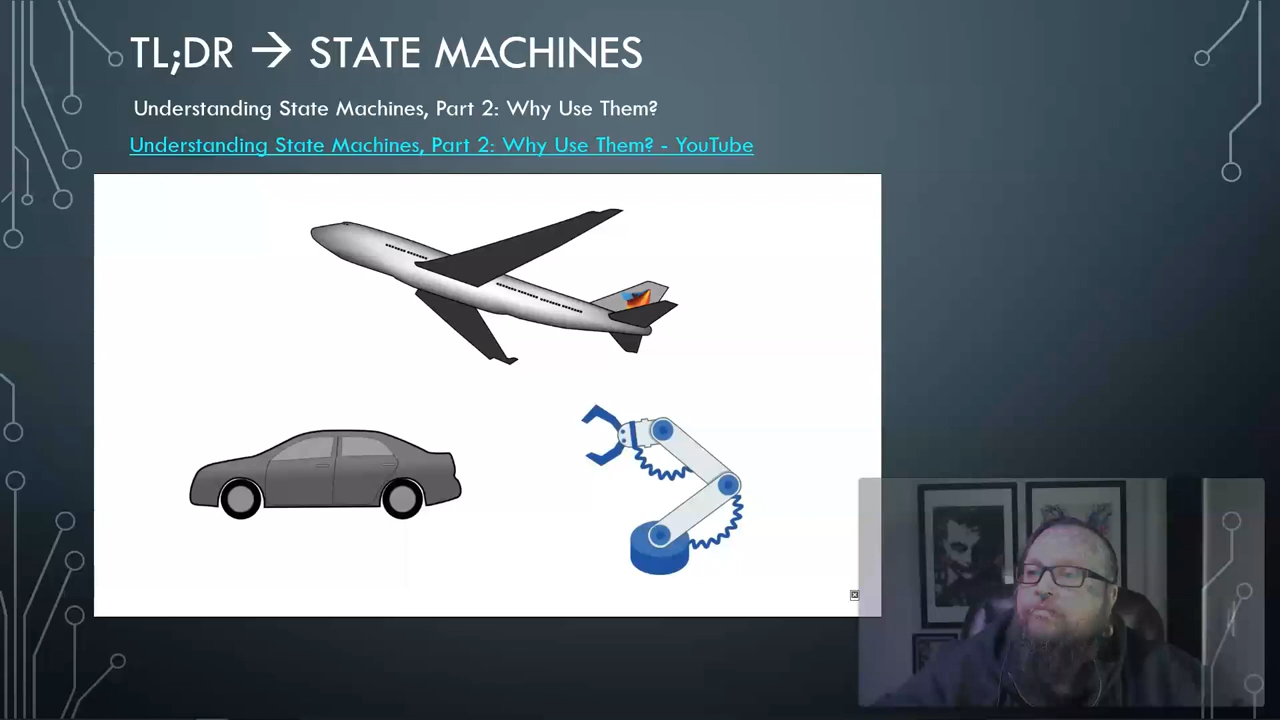 TL;DR → STATE MACHINES
Understanding State Machines, Part 2: Why Use Them?
Understanding State Machines, Part 2: Why Use Them? - YouTube